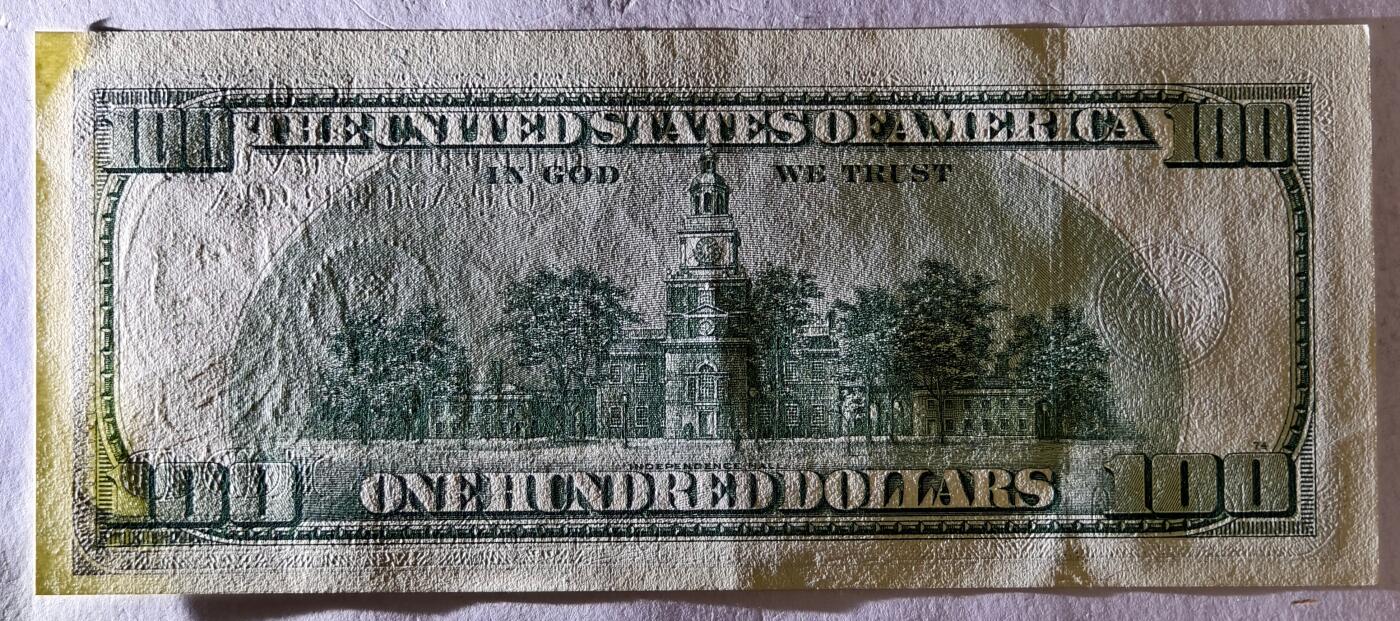 100 THE UNITED STATES OF AMERICA 100
IN GOD WE TRUST
INDEPENDENCE HALL
100 ONE HUNDRED DOLLARS 100